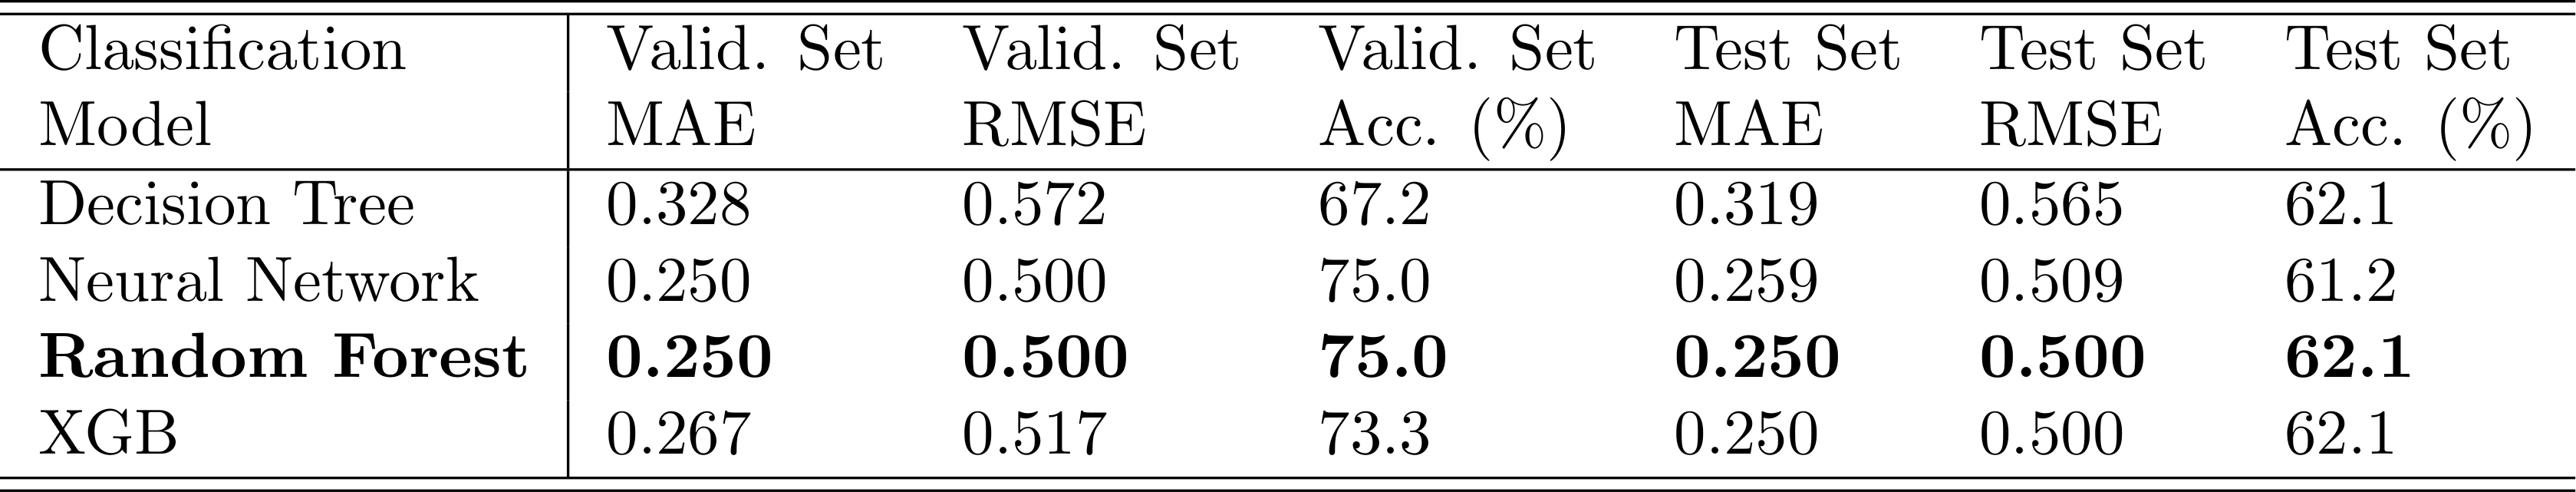 Classification Valid. Set Valid. Set Valid. Set Test Set Test Set Test Set
Model MAE RMSE Acc. (%) MAE RMSE Acc. (%)
Decision Tree 0.328 0.572 67.2 0.319 0.565 62.1
Neural Network 0.250 0.500 75.0 0.259 0.509 61.2
Random Forest 0.250 0.500 75.0 0.250 0.500 62.1
XGB 0.267 0.517 73.3 0.250 0.500 62.1